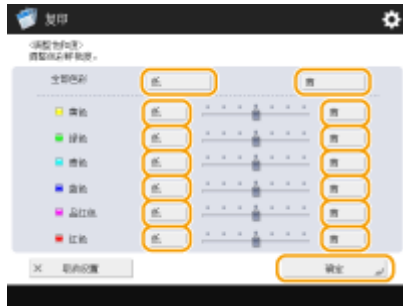 复印
<调整饱和度>
调整色彩鲜艳度。
全部色彩 低 高
黄色 低 高
绿色 低 高
青色 低 高
蓝色 低 高
品红色 低 高
红色 低 高
× 取消设置 确定